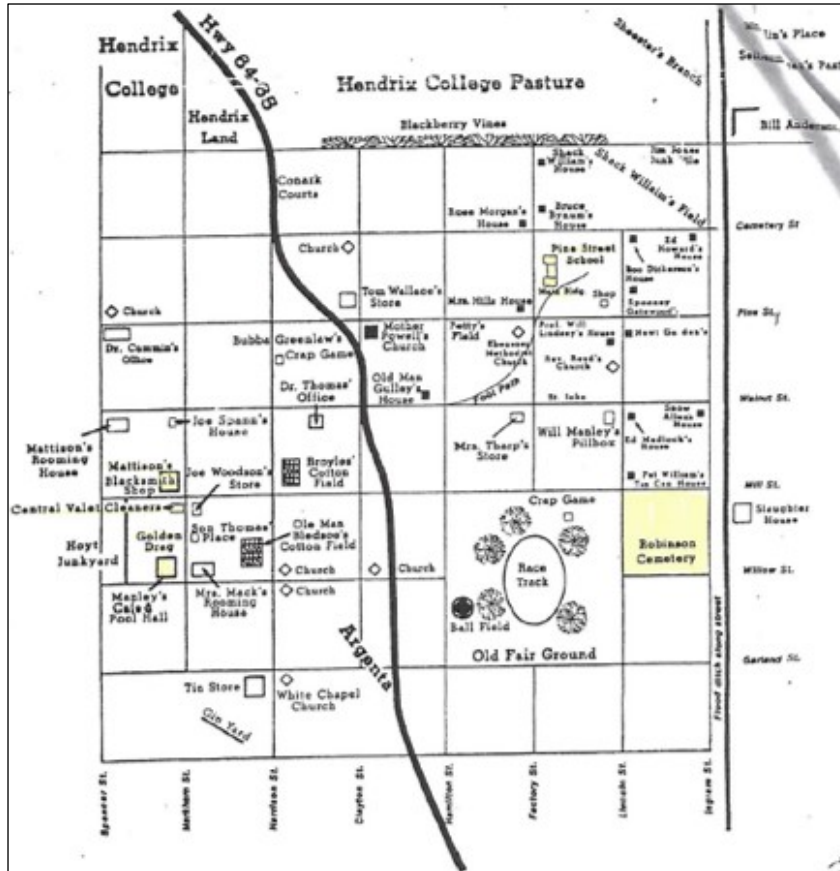 Hendrix
College
Hwy 64-35
Hendrix
Land
Hendrix College Pasture
Blackberry Vines
Skeeter's Branch
Place
Bill Anderson
Conark
Courts
Shack
William's
House
Jim Jones
Junk Pile
Shack Willaim's Field
Rose Morgan's
House
Bruce
Bynum's
House
Cemetery St
Church
Pine Street
School
Main Bldg
Shop
Ed
Howard's
House
Boo Dickerson's
House
Spencer
Gatewood
Tom Wallace's
Store
Mrs. Hills House
Pine St
Church
Dr. Cummin's
Office
Bubba Greenlaw's
Crap Game
Mother
Powell's
Church
Petty's
Field
Ebenezer
Methodist
Church
Prof. Will
Lindsey's House
Rev. Reed's
Church
St. John
Dr. Thomas'
Office
Old Man
Gulley's
House
Foot Path
Walnut St.
Mattison's
Rooming
House
Joe Spann's
House
Mrs. Tharp's
Store
Will Manley's
Pillbox
Snow
House
Ed
Madlock's
House
Mattison's
Blacksmith
Shop
Joe Woodson's
Store
Broyles'
Cotton
Field
Pat William's
Tin Can House
Mill St.
Central Valet Cleaners
Son Thomas'
Place
Ole Man
Bledsoe's
Cotton Field
Crap Game
Slaughter
House
Hoyt
Junkyard
Golden
Drag
Race
Track
Robinson
Cemetery
Church
Church
Willow St.
Manley's
Cafe &
Pool Hall
Mrs. Mack's
Rooming
House
Church
Ball Field
Old Fair Ground
Argenta
Garland St.
Tin Store
White Chapel
Church
Gin Yard
Flood ditch along street
Spencer St.
Markham St.
Harrison St.
Clayton St.
Hamilton St.
Factory St.
Lincoln St.
Ingram St.